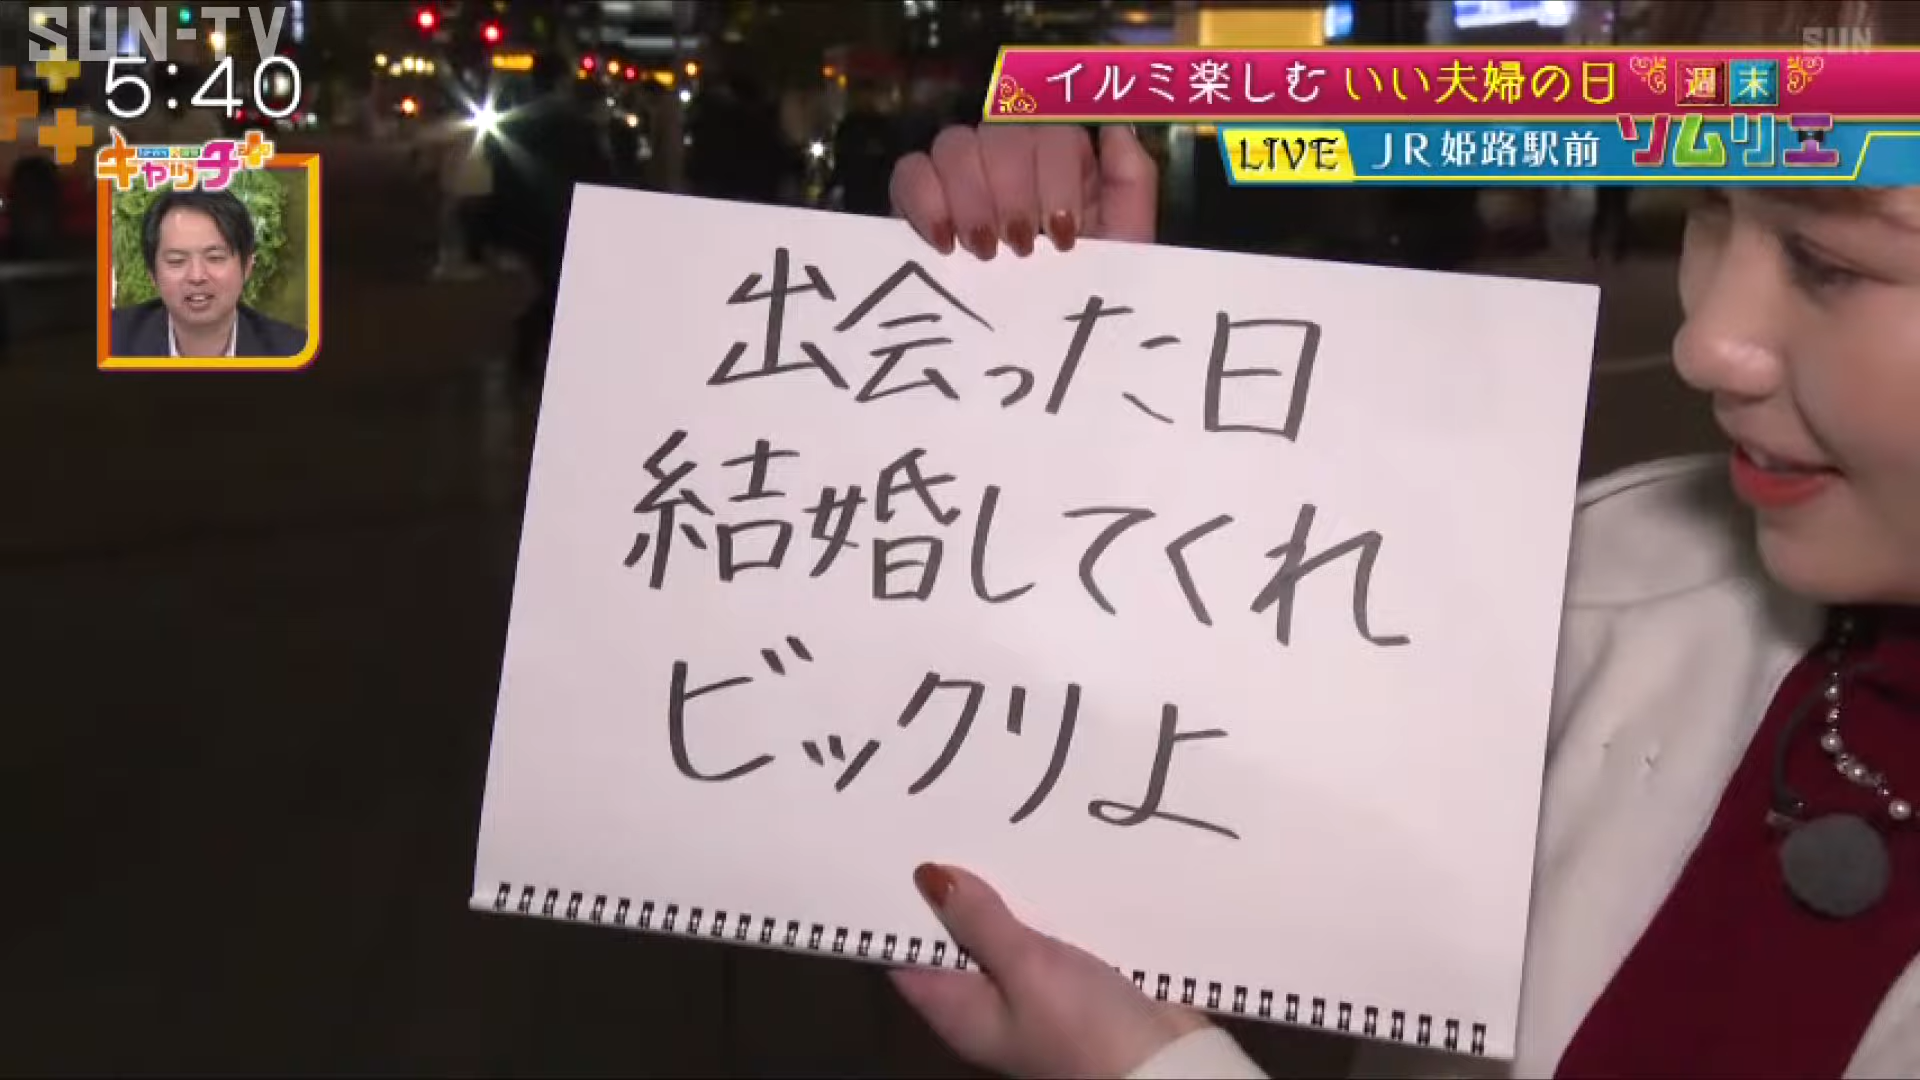 SUN-TV
5:40
キャッチ+
イルミ楽しむ いい夫婦の日
週末
ソムリエ
LIVE JR姫路駅前
SUN
出会った日
結婚してくれ
ビックリよ